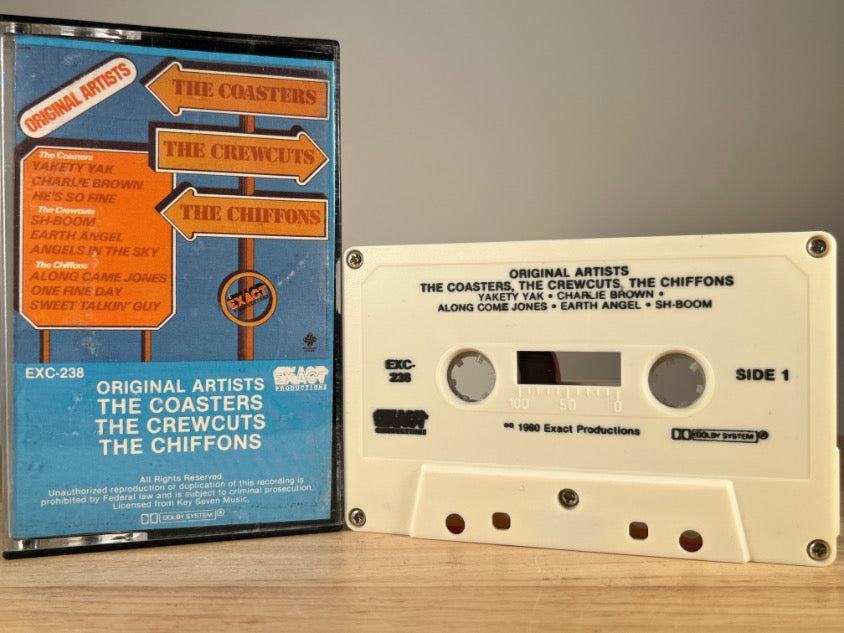 ORIGINAL ARTISTS
THE COASTERS
THE CREWCUTS
THE CHIFFONS
The Coasters
YAKETY YAK
CHARLIE BROWN
HE'S SO FINE
The Crewcuts
SH-BOOM
EARTH ANGEL
ANGELS IN THE SKY
The Chiffons
ALONG CAME JONES
ONE FINE DAY
SWEET TALKIN' GUY
EXACT
EXC-238
EXACT
PRODUCTIONS
ORIGINAL ARTISTS
THE COASTERS
THE CREWCUTS
THE CHIFFONS
All Rights Reserved.
Unauthorized reproduction or duplication of this recording is
prohibited by Federal law and is subject to criminal prosecution.
Licensed from Key Seven Music.
DOLBY SYSTEM ®
ORIGINAL ARTISTS
THE COASTERS, THE CREWCUTS, THE CHIFFONS
YAKETY YAK • CHARLIE BROWN •
ALONG COME JONES • EARTH ANGEL • SH-BOOM
EXC-
238
SIDE 1
100 50 0
EXACT
1980 Exact Productions
DOLBY SYSTEM ®